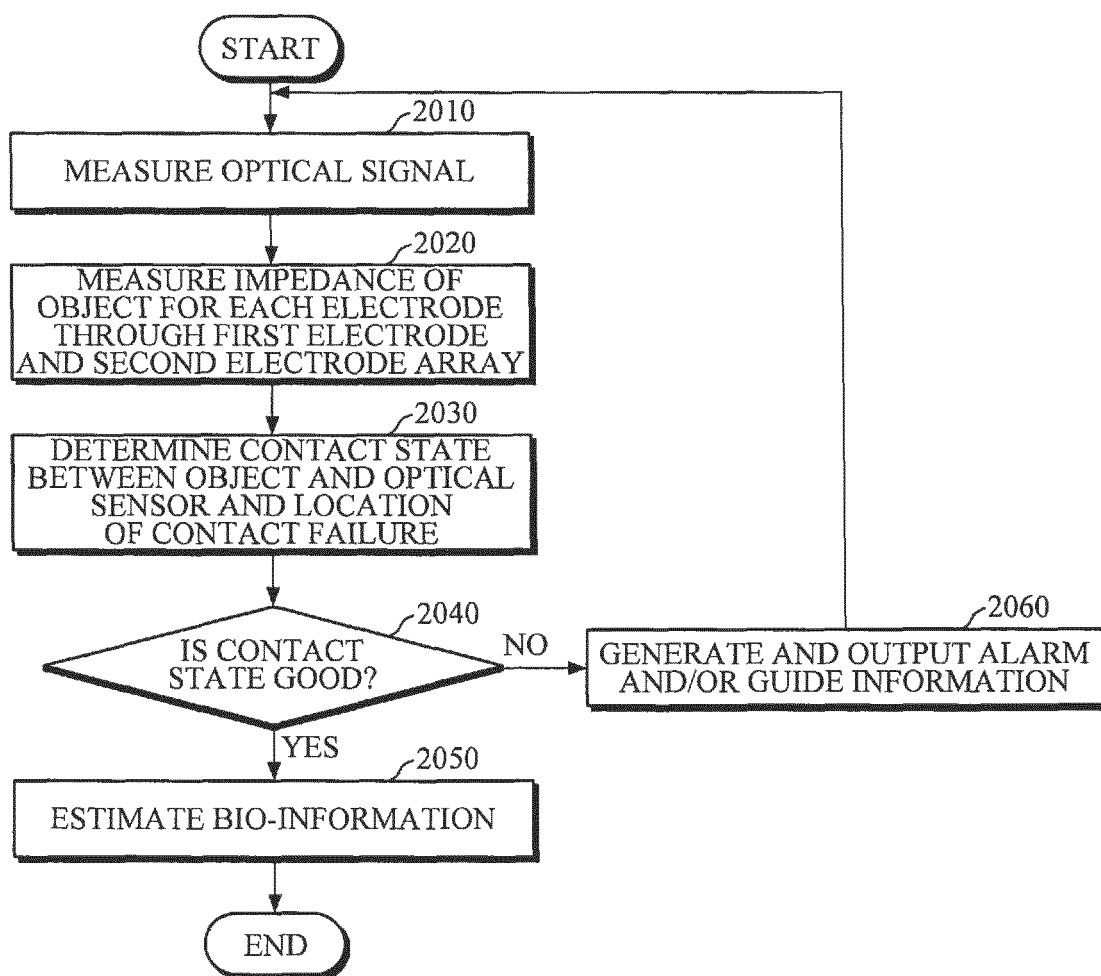 START
2010
MEASURE OPTICAL SIGNAL
2020
MEASURE IMPEDANCE OF
OBJECT FOR EACH ELECTRODE
THROUGH FIRST ELECTRODE
AND SECOND ELECTRODE ARRAY
2030
DETERMINE CONTACT STATE
BETWEEN OBJECT AND OPTICAL
SENSOR AND LOCATION
OF CONTACT FAILURE
2040
IS CONTACT
STATE GOOD?
NO
2060
GENERATE AND OUTPUT ALARM
AND/OR GUIDE INFORMATION
YES
2050
ESTIMATE BIO-INFORMATION
END